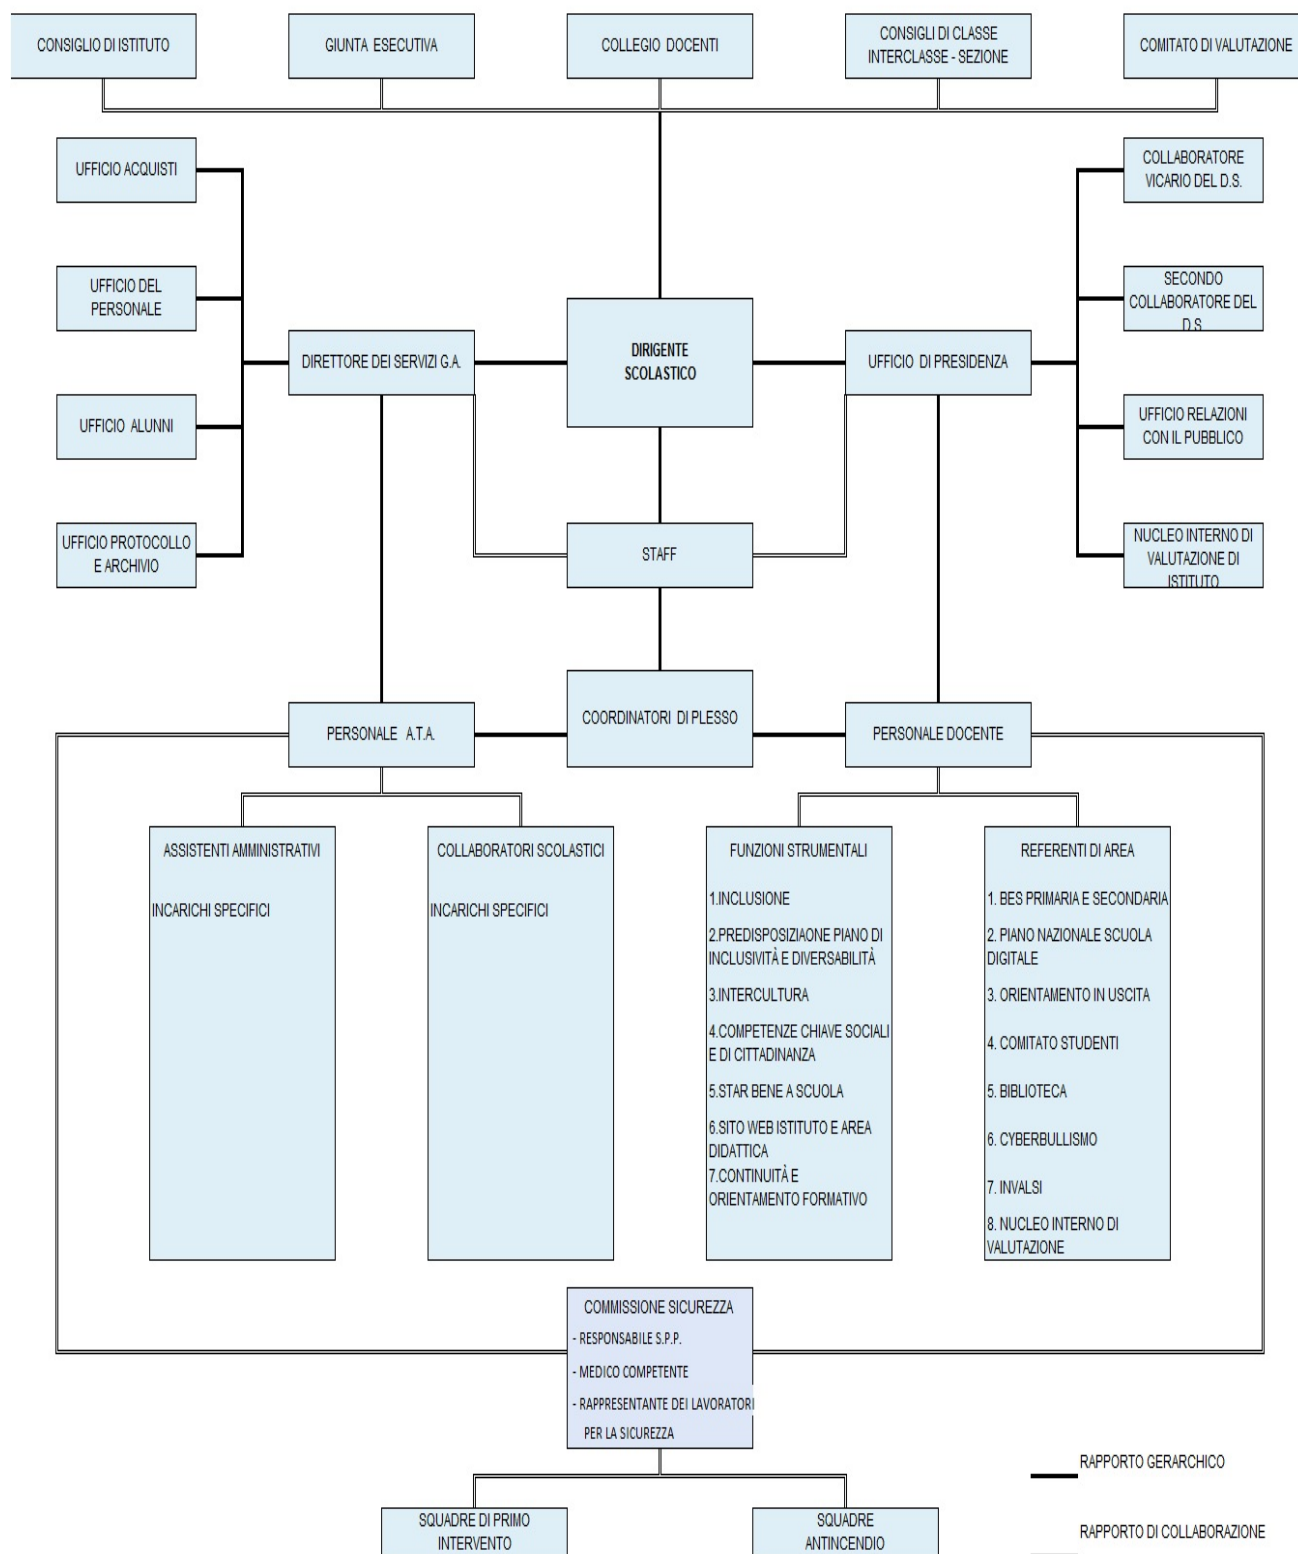 CONSIGLIO DI ISTITUTO
GIUNTA ESECUTIVA
COLLEGIO DOCENTI
CONSIGLI DI CLASSE
INTERCLASSE - SEZIONE
COMITATO DI VALUTAZIONE
UFFICIO ACQUISTI
COLLABORATORE
VICARIO DEL D.S.
UFFICIO DEL
PERSONALE
SECONDO
COLLABORATORE DEL
D.S.
DIRETTORE DEI SERVIZI G.A.
DIRIGENTE
SCOLASTICO
UFFICIO DI PRESIDENZA
UFFICIO ALUNNI
UFFICIO RELAZIONI
CON IL PUBBLICO
UFFICIO PROTOCOLLO
E ARCHIVIO
STAFF
NUCLEO INTERNO DI
VALUTAZIONE DI
ISTITUTO
PERSONALE A.T.A.
COORDINATORI DI PLESSO
PERSONALE DOCENTE
ASSISTENTI AMMINISTRATIVI
INCARICHI SPECIFICI
COLLABORATORI SCOLASTICI
INCARICHI SPECIFICI
FUNZIONI STRUMENTALI
1.INCLUSIONE
2.PREDISPOSIZIAONE PIANO DI
INCLUSIVITÀ E DIVERSABILITÀ
3.INTERCULTURA
4.COMPETENZE CHIAVE SOCIALI
E DI CITTADINANZA
5.STAR BENE A SCUOLA
6.SITO WEB ISTITUTO E AREA
DIDATTICA
7.CONTINUITÀ E
ORIENTAMENTO FORMATIVO
REFERENTI DI AREA
1. BES PRIMARIA E SECONDARIA
2. PIANO NAZIONALE SCUOLA
DIGITALE
3. ORIENTAMENTO IN USCITA
4. COMITATO STUDENTI
5. BIBLIOTECA
6. CYBERBULLISMO
7. INVALSI
8. NUCLEO INTERNO DI
VALUTAZIONE
COMMISSIONE SICUREZZA
- RESPONSABILE S.P.P.
- MEDICO COMPETENTE
- RAPPRESENTANTE DEI LAVORATORI
PER LA SICUREZZA
SQUADRE DI PRIMO
INTERVENTO
SQUADRE
ANTINCENDIO
RAPPORTO GERARCHICO
RAPPORTO DI COLLABORAZIONE